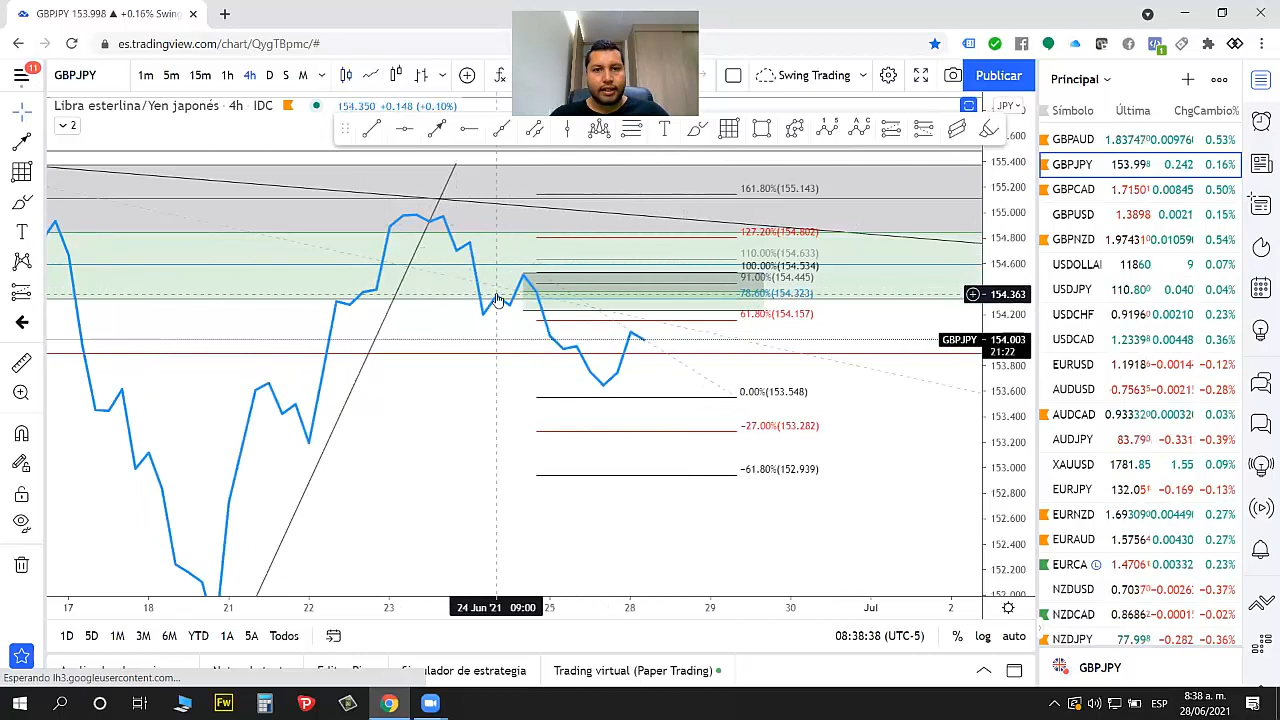 GBPJPY 153.998 ▲ +0.16% Swing
es.tradingview.com/chart/QygTBpmc/#
11
GBPJPY
1m 5m 15m 1h 4h D S M
Swing Trading
Publicar
Principal
Libra esterlina/Yen japonés · 4h · IDC
154.350 +0.148 (+0.10%)
JPY
2
Símbolo Última Chg Cambio%
GBPAUD 1.83747 0.00976 0.53%
GBPJPY 153.998 0.242 0.16%
GBPCAD 1.7150 0.00845 0.50%
GBPUSD 1.3898 0.0021 0.15%
GBPNZD 1.97431 0.01059 0.54%
USDOLLA 11860 9 0.07%
USDJPY 110.80 0.040 0.04%
USDCHF 0.9196 0.00210 0.23%
USDCAD 1.2339 0.00448 0.36%
EURUSD 1.1918 −0.0014 −0.12%
AUDUSD 0.7563 −0.0021 −0.28%
AUDCAD 0.93332 0.00032 0.03%
AUDJPY 83.79 −0.331 −0.39%
XAUUSD 1781.85 1.55 0.09%
EURJPY 132.05 −0.169 −0.13%
EURNZD 1.69309 0.00449 0.27%
EURAUD 1.5756 0.00430 0.27%
EURCA 1.4706 0.00332 0.23%
NZDUSD 0.7037 −0.0026 −0.37%
NZDCAD 0.8686 −0.0001 −0.02%
NZDJPY 77.99 −0.282 −0.36%
161.80%(155.143)
127.20%(154.802)
110.00%(154.633)
100.00%(154.534)
91.00%(154.445)
78.60%(154.323)
61.80%(154.157)
0.00%(153.548)
−27.00%(153.282)
−61.80%(152.939)
155.400
155.200
155.000
154.800
154.600
154.363
154.200
GBPJPY 154.003
21:22
153.800
153.600
153.400
153.200
153.000
152.800
152.600
152.400
152.200
152.000
17 18 21 22 23 24 Jun '21 09:00 25 28 29 30 Jul 2
1D 5D 1M 3M 6M YTD 1A 5A Todos
08:38:38 (UTC-5) % log auto
Simulador de estrategia
Trading virtual (Paper Trading)
GBPJPY
Esperando lh3.googleusercontent.com...
Fw
ESP
8:38 a. m.
28/06/2021